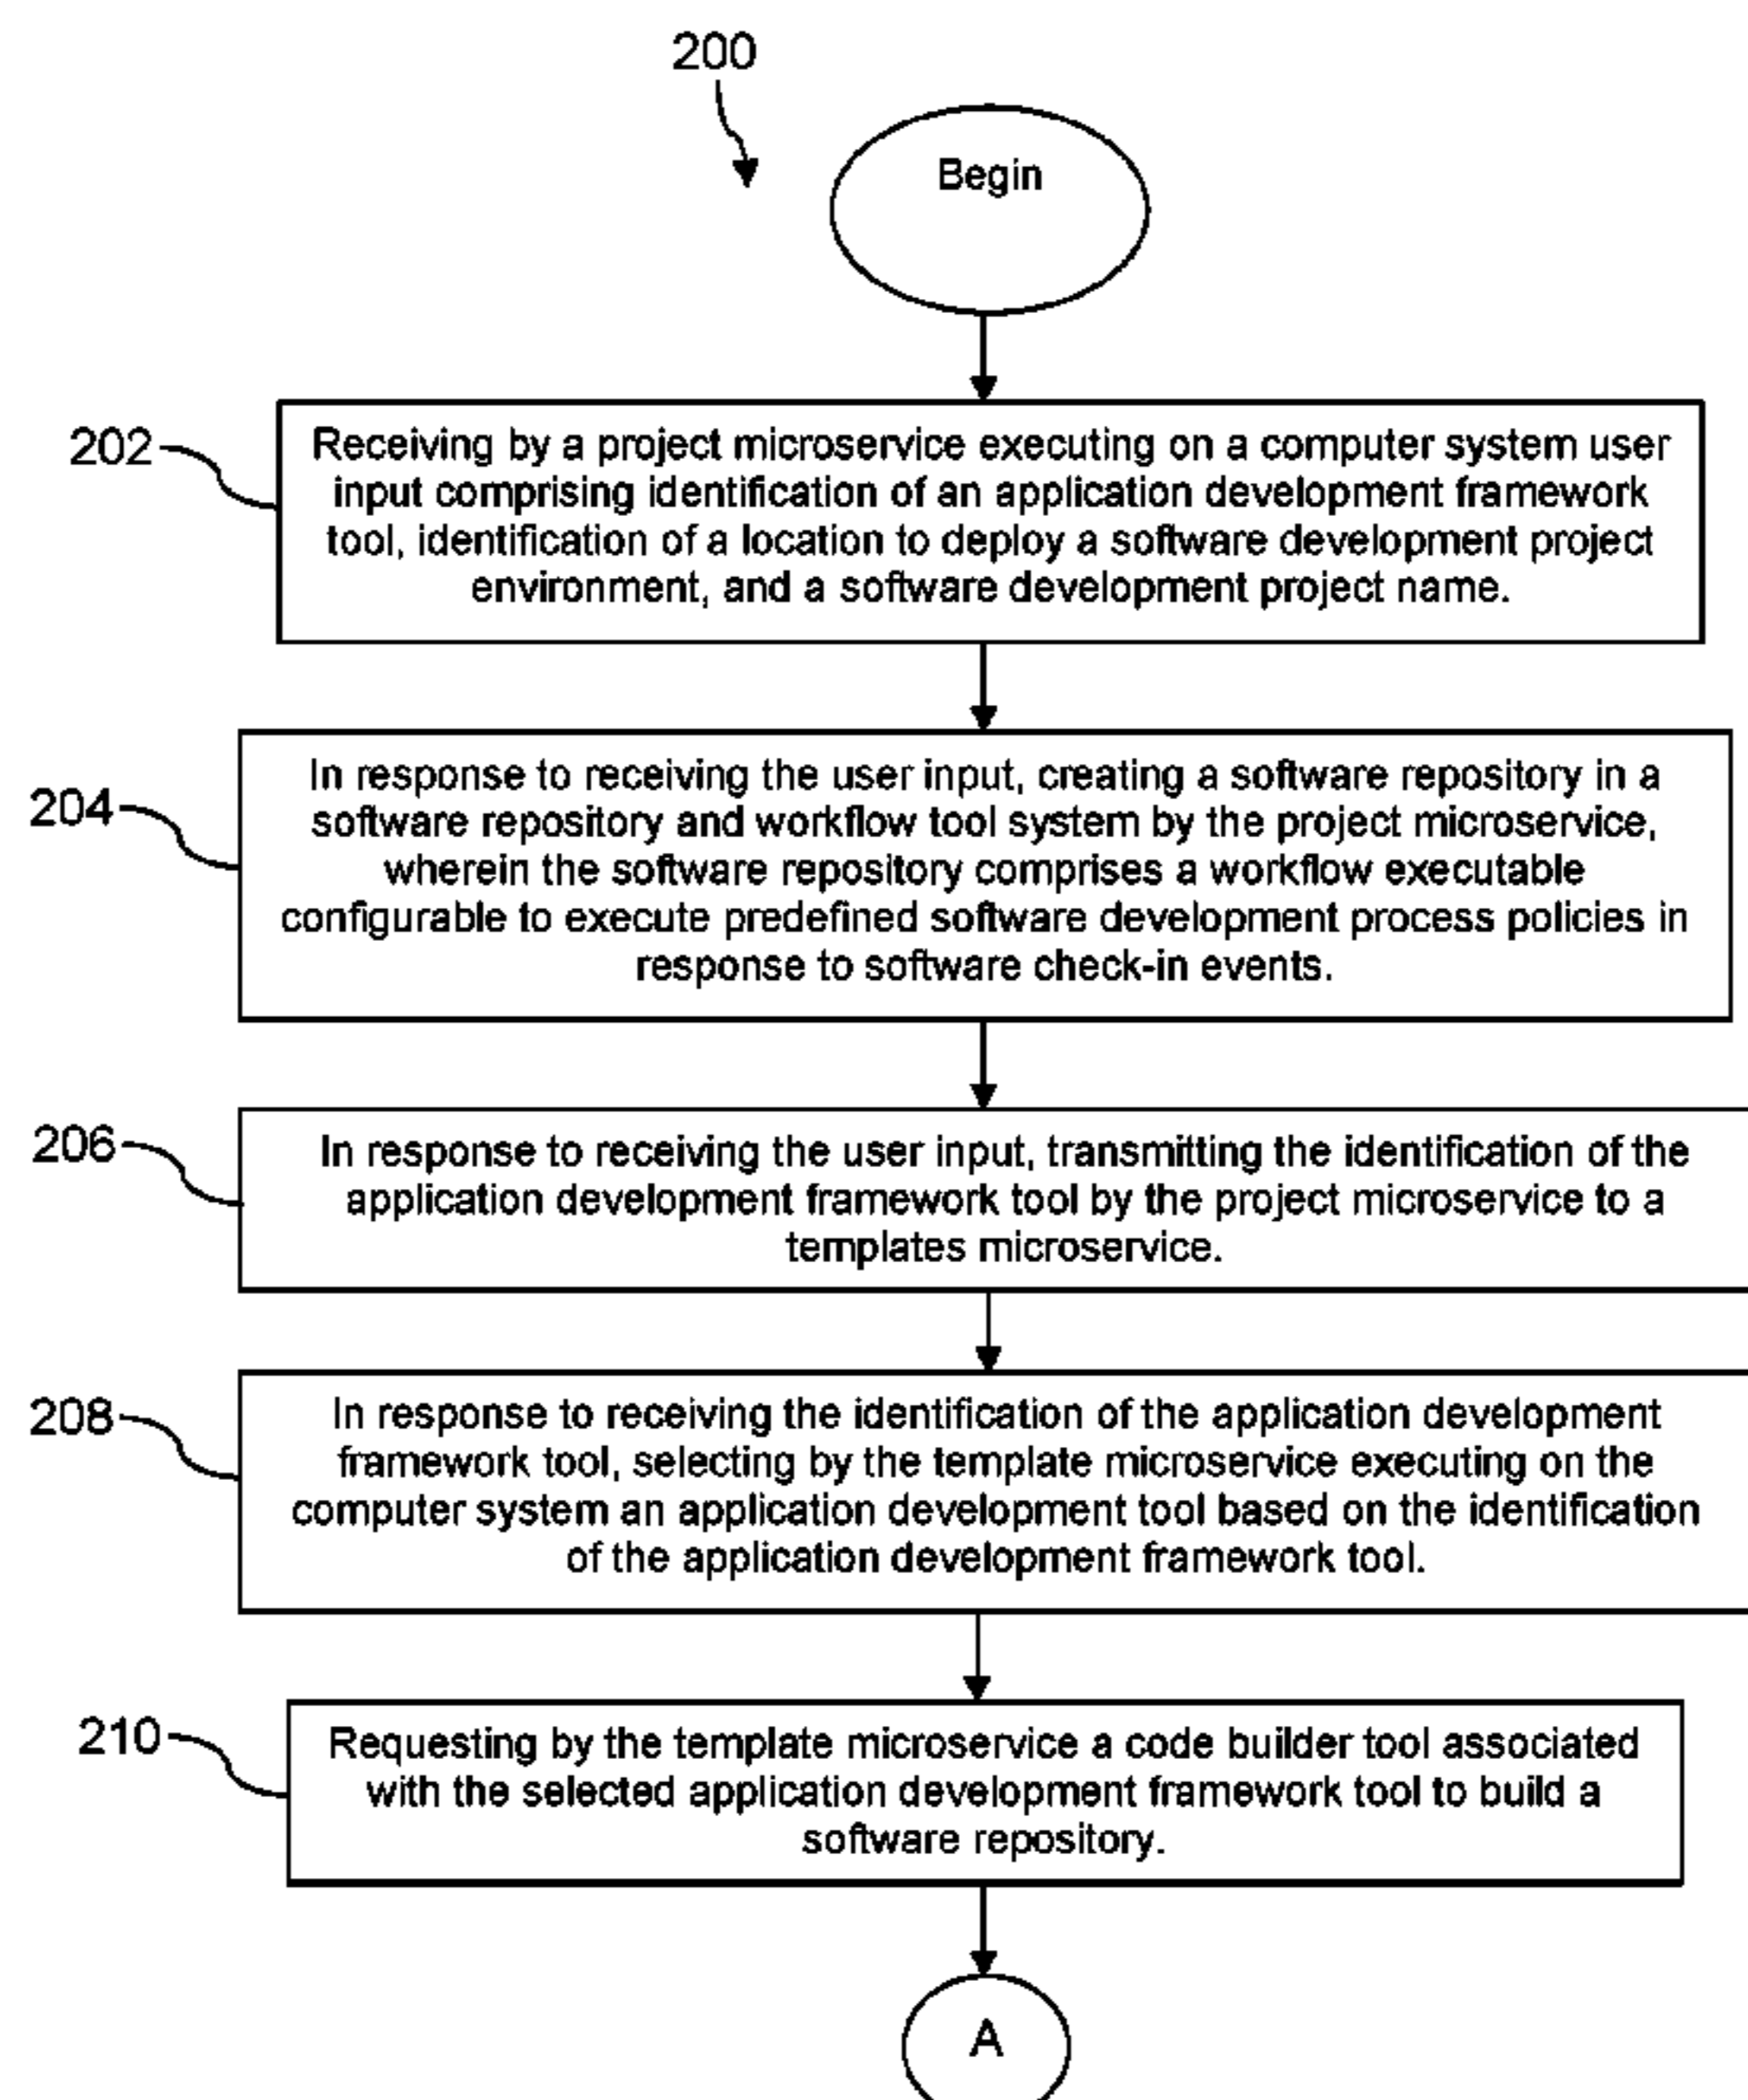 200
Begin
202
Receiving by a project microservice executing on a computer system user
input comprising identification of an application development framework
tool, identification of a location to deploy a software development project
environment, and a software development project name.
204
In response to receiving the user input, creating a software repository in a
software repository and workflow tool system by the project microservice,
wherein the software repository comprises a workflow executable
configurable to execute predefined software development process policies in
response to software check-in events.
206
In response to receiving the user input, transmitting the identification of the
application development framework tool by the project microservice to a
templates microservice.
208
In response to receiving the identification of the application development
framework tool, selecting by the template microservice executing on the
computer system an application development tool based on the identification
of the application development framework tool.
210
Requesting by the template microservice a code builder tool associated
with the selected application development framework tool to build a
software repository.
A